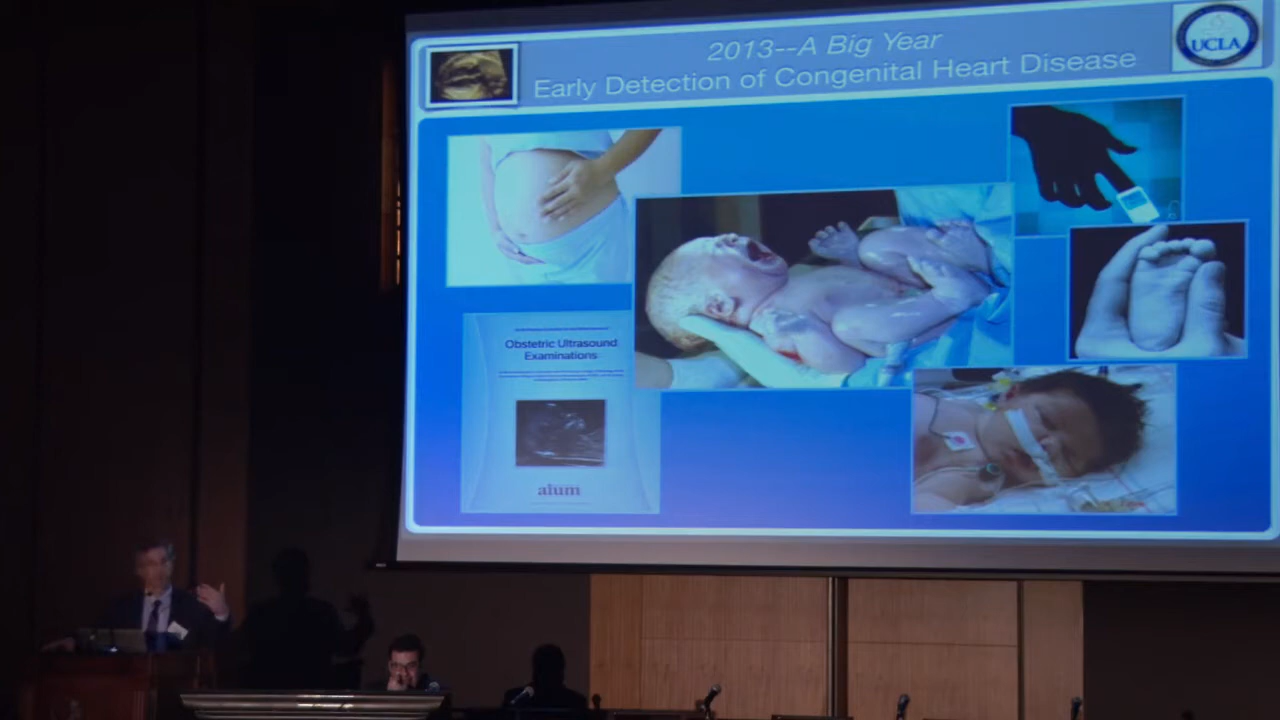 2013--A Big Year
Early Detection of Congenital Heart Disease
UCLA
Obstetric Ultrasound
Examinations
aium